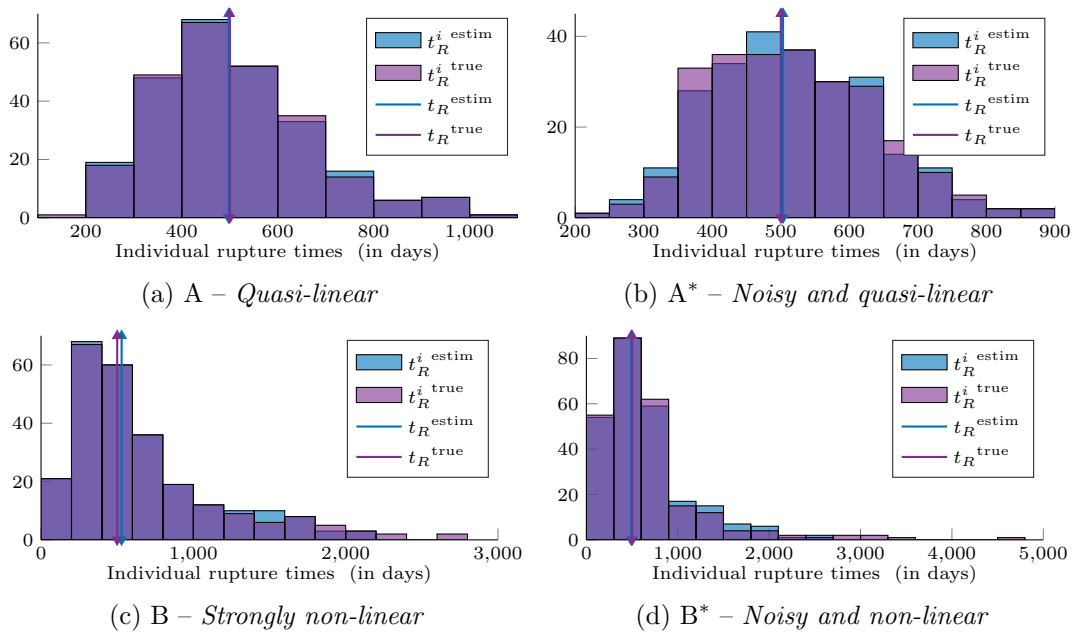 60
40
20
0
200 400 600 800 1,000
Individual rupture times (in days)
t_R^i estim
t_R^i true
t_R estim
t_R true
(a) A – Quasi-linear
40
20
0
200 300 400 500 600 700 800 900
Individual rupture times (in days)
t_R^i estim
t_R^i true
t_R estim
t_R true
(b) A* – Noisy and quasi-linear
60
40
20
0
0 1,000 2,000 3,000
Individual rupture times (in days)
t_R^i estim
t_R^i true
t_R estim
t_R true
(c) B – Strongly non-linear
80
60
40
20
0
0 1,000 2,000 3,000 4,000 5,000
Individual rupture times (in days)
t_R^i estim
t_R^i true
t_R estim
t_R true
(d) B* – Noisy and non-linear